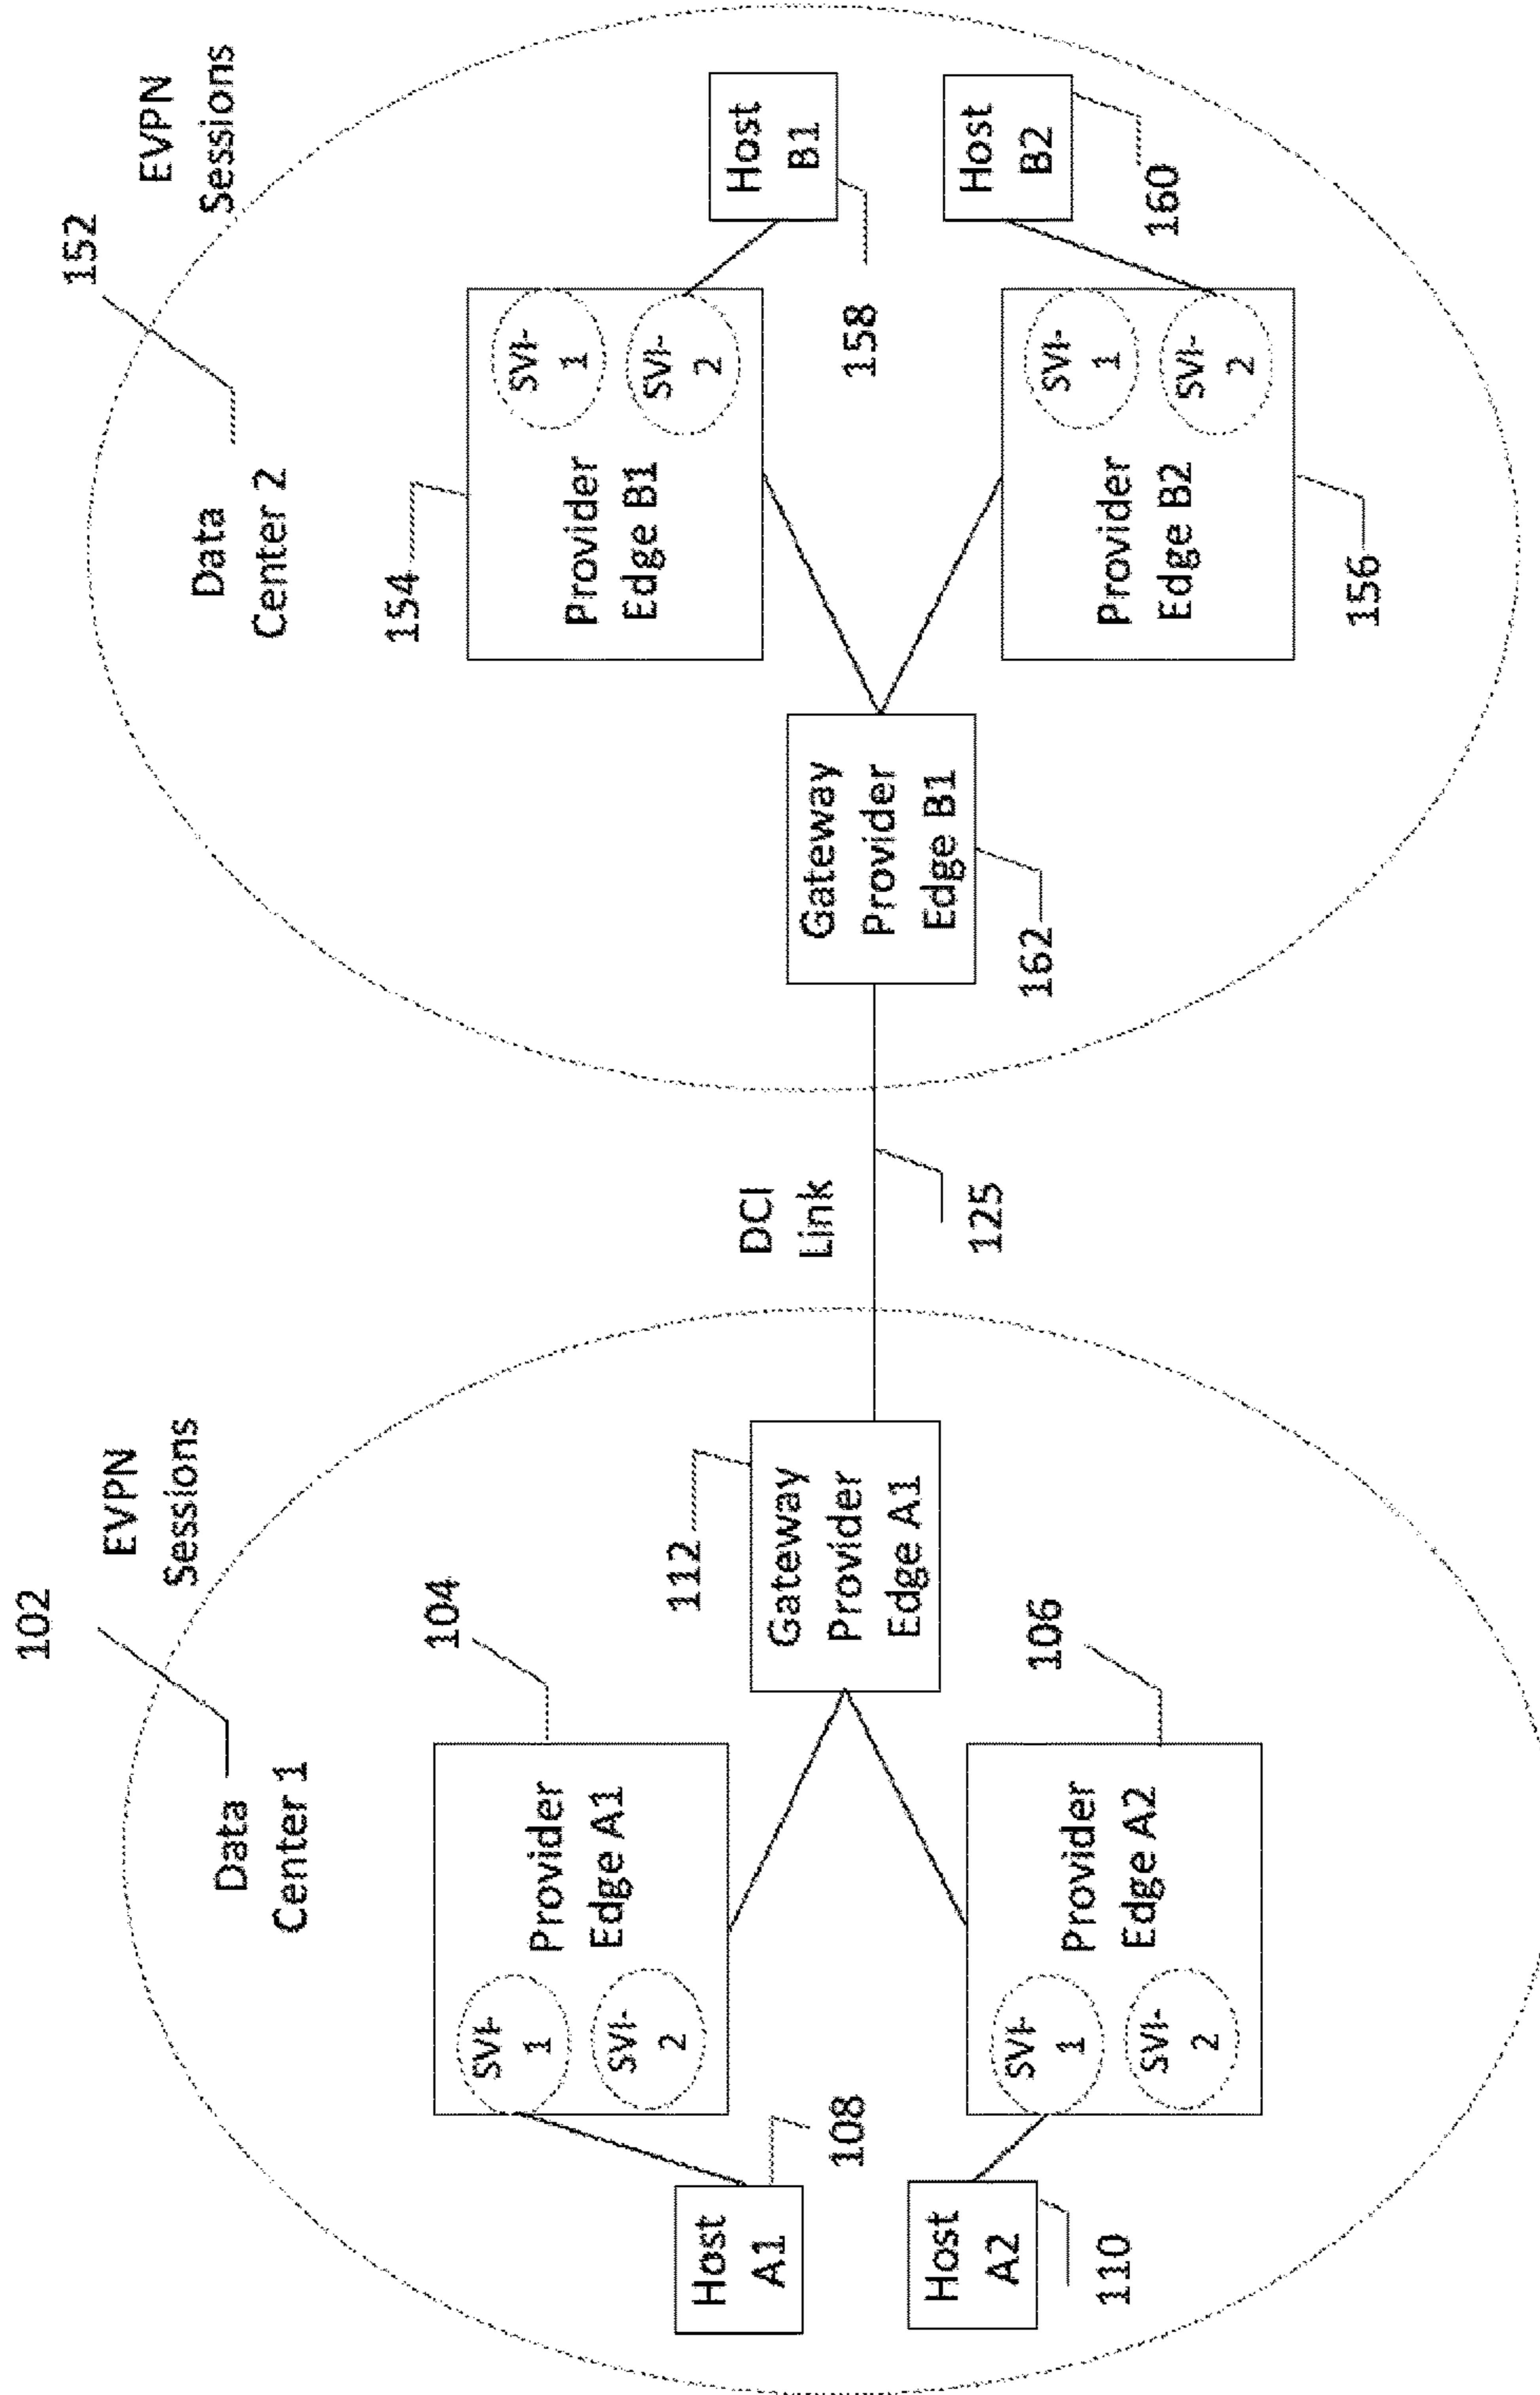 102
EVPN
Sessions
Data
Center 1
104
Provider
Edge A1
SVI-
1
SVI-
2
Host
A1
108
112
Gateway
Provider
Edge A1
106
Provider
Edge A2
SVI-
1
SVI-
2
Host
A2
110
DCI
Link
125
152
EVPN
Sessions
Data
Center 2
154
Provider
Edge B1
SVI-
1
SVI-
2
Host
B1
158
Gateway
Provider
Edge B1
162
Provider
Edge B2
SVI-
1
SVI-
2
Host
B2
160
156